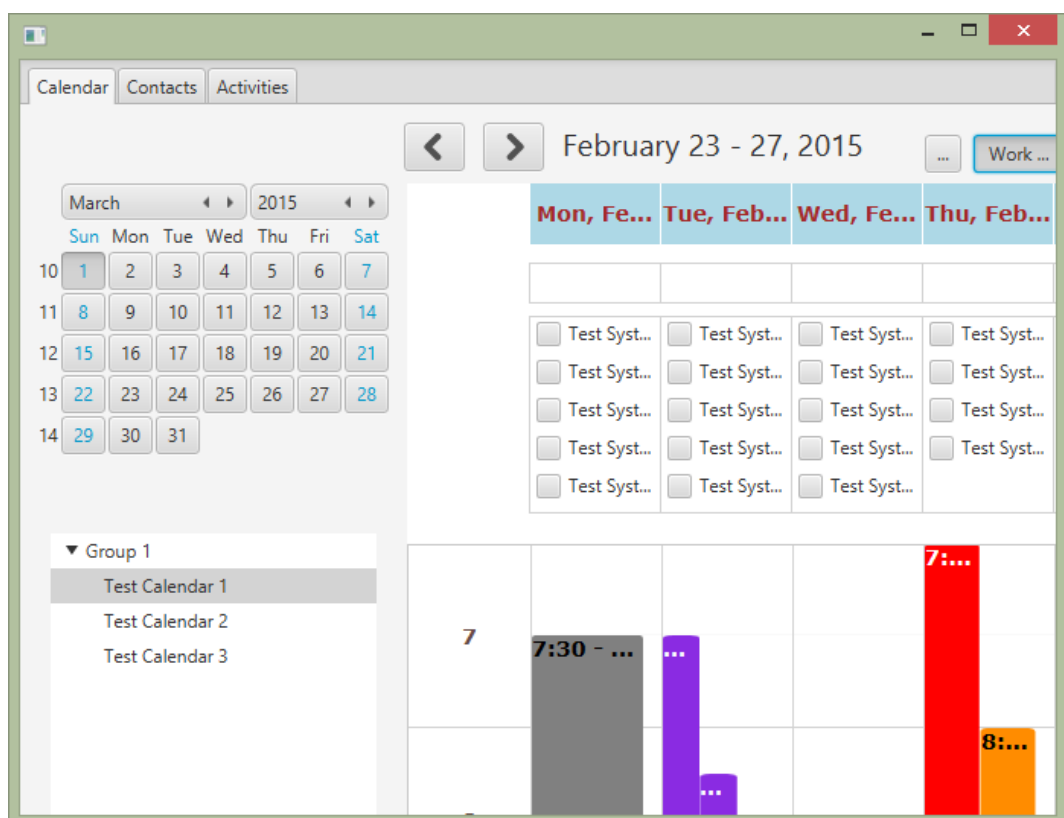 Calendar Contacts Activities
February 23 - 27, 2015 ... Work ...
March 2015
Sun Mon Tue Wed Thu Fri Sat
10 1 2 3 4 5 6 7
11 8 9 10 11 12 13 14
12 15 16 17 18 19 20 21
13 22 23 24 25 26 27 28
14 29 30 31
Group 1
Test Calendar 1
Test Calendar 2
Test Calendar 3
Mon, Fe... Tue, Feb... Wed, Fe... Thu, Feb...
Test Syst... Test Syst... Test Syst... Test Syst...
Test Syst... Test Syst... Test Syst... Test Syst...
Test Syst... Test Syst... Test Syst... Test Syst...
Test Syst... Test Syst... Test Syst... Test Syst...
Test Syst... Test Syst... Test Syst...
7:...
7 7:30 - ... ...
8:...
...